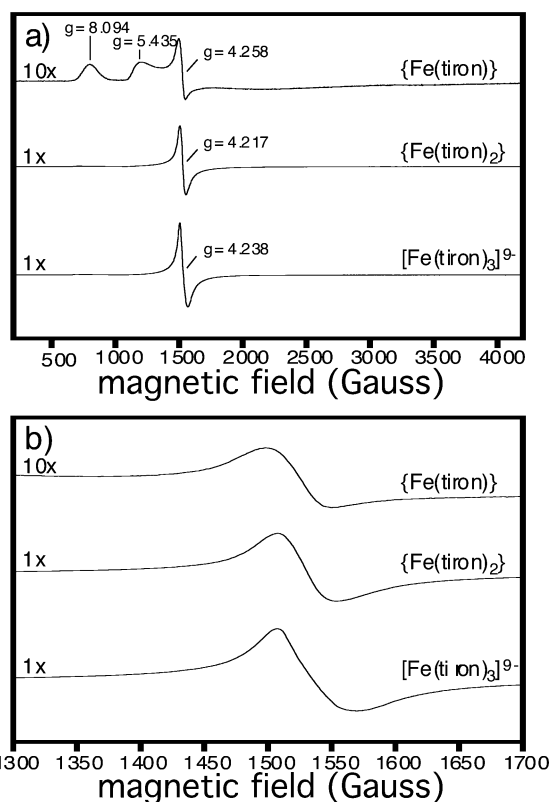 a)
g=8.094
g=5.435
g=4.258
10x
{Fe(tiron)}
1x
g=4.217
{Fe(tiron)2}
1x
g=4.238
[Fe(tiron)3]9-
500 1000 1500 2000 2500 3000 3500 4000
magnetic field (Gauss)
b)
10x
{Fe(tiron)}
1x
{Fe(tiron)2}
1x
[Fe(tiron)3]9-
1300 1350 1400 1450 1500 1550 1600 1650 1700
magnetic field (Gauss)